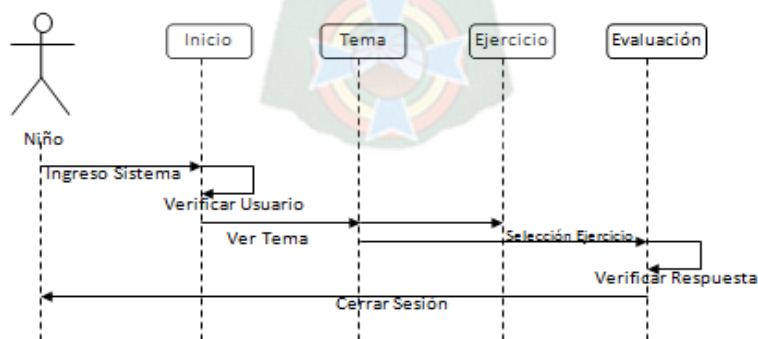 Inicio
Tema
Ejercicio
Evaluación
Niño
Ingreso Sistema
Verificar Usuario
Ver Tema
Selección Ejercicio
Verificar Respuesta
Cerrar Sesión